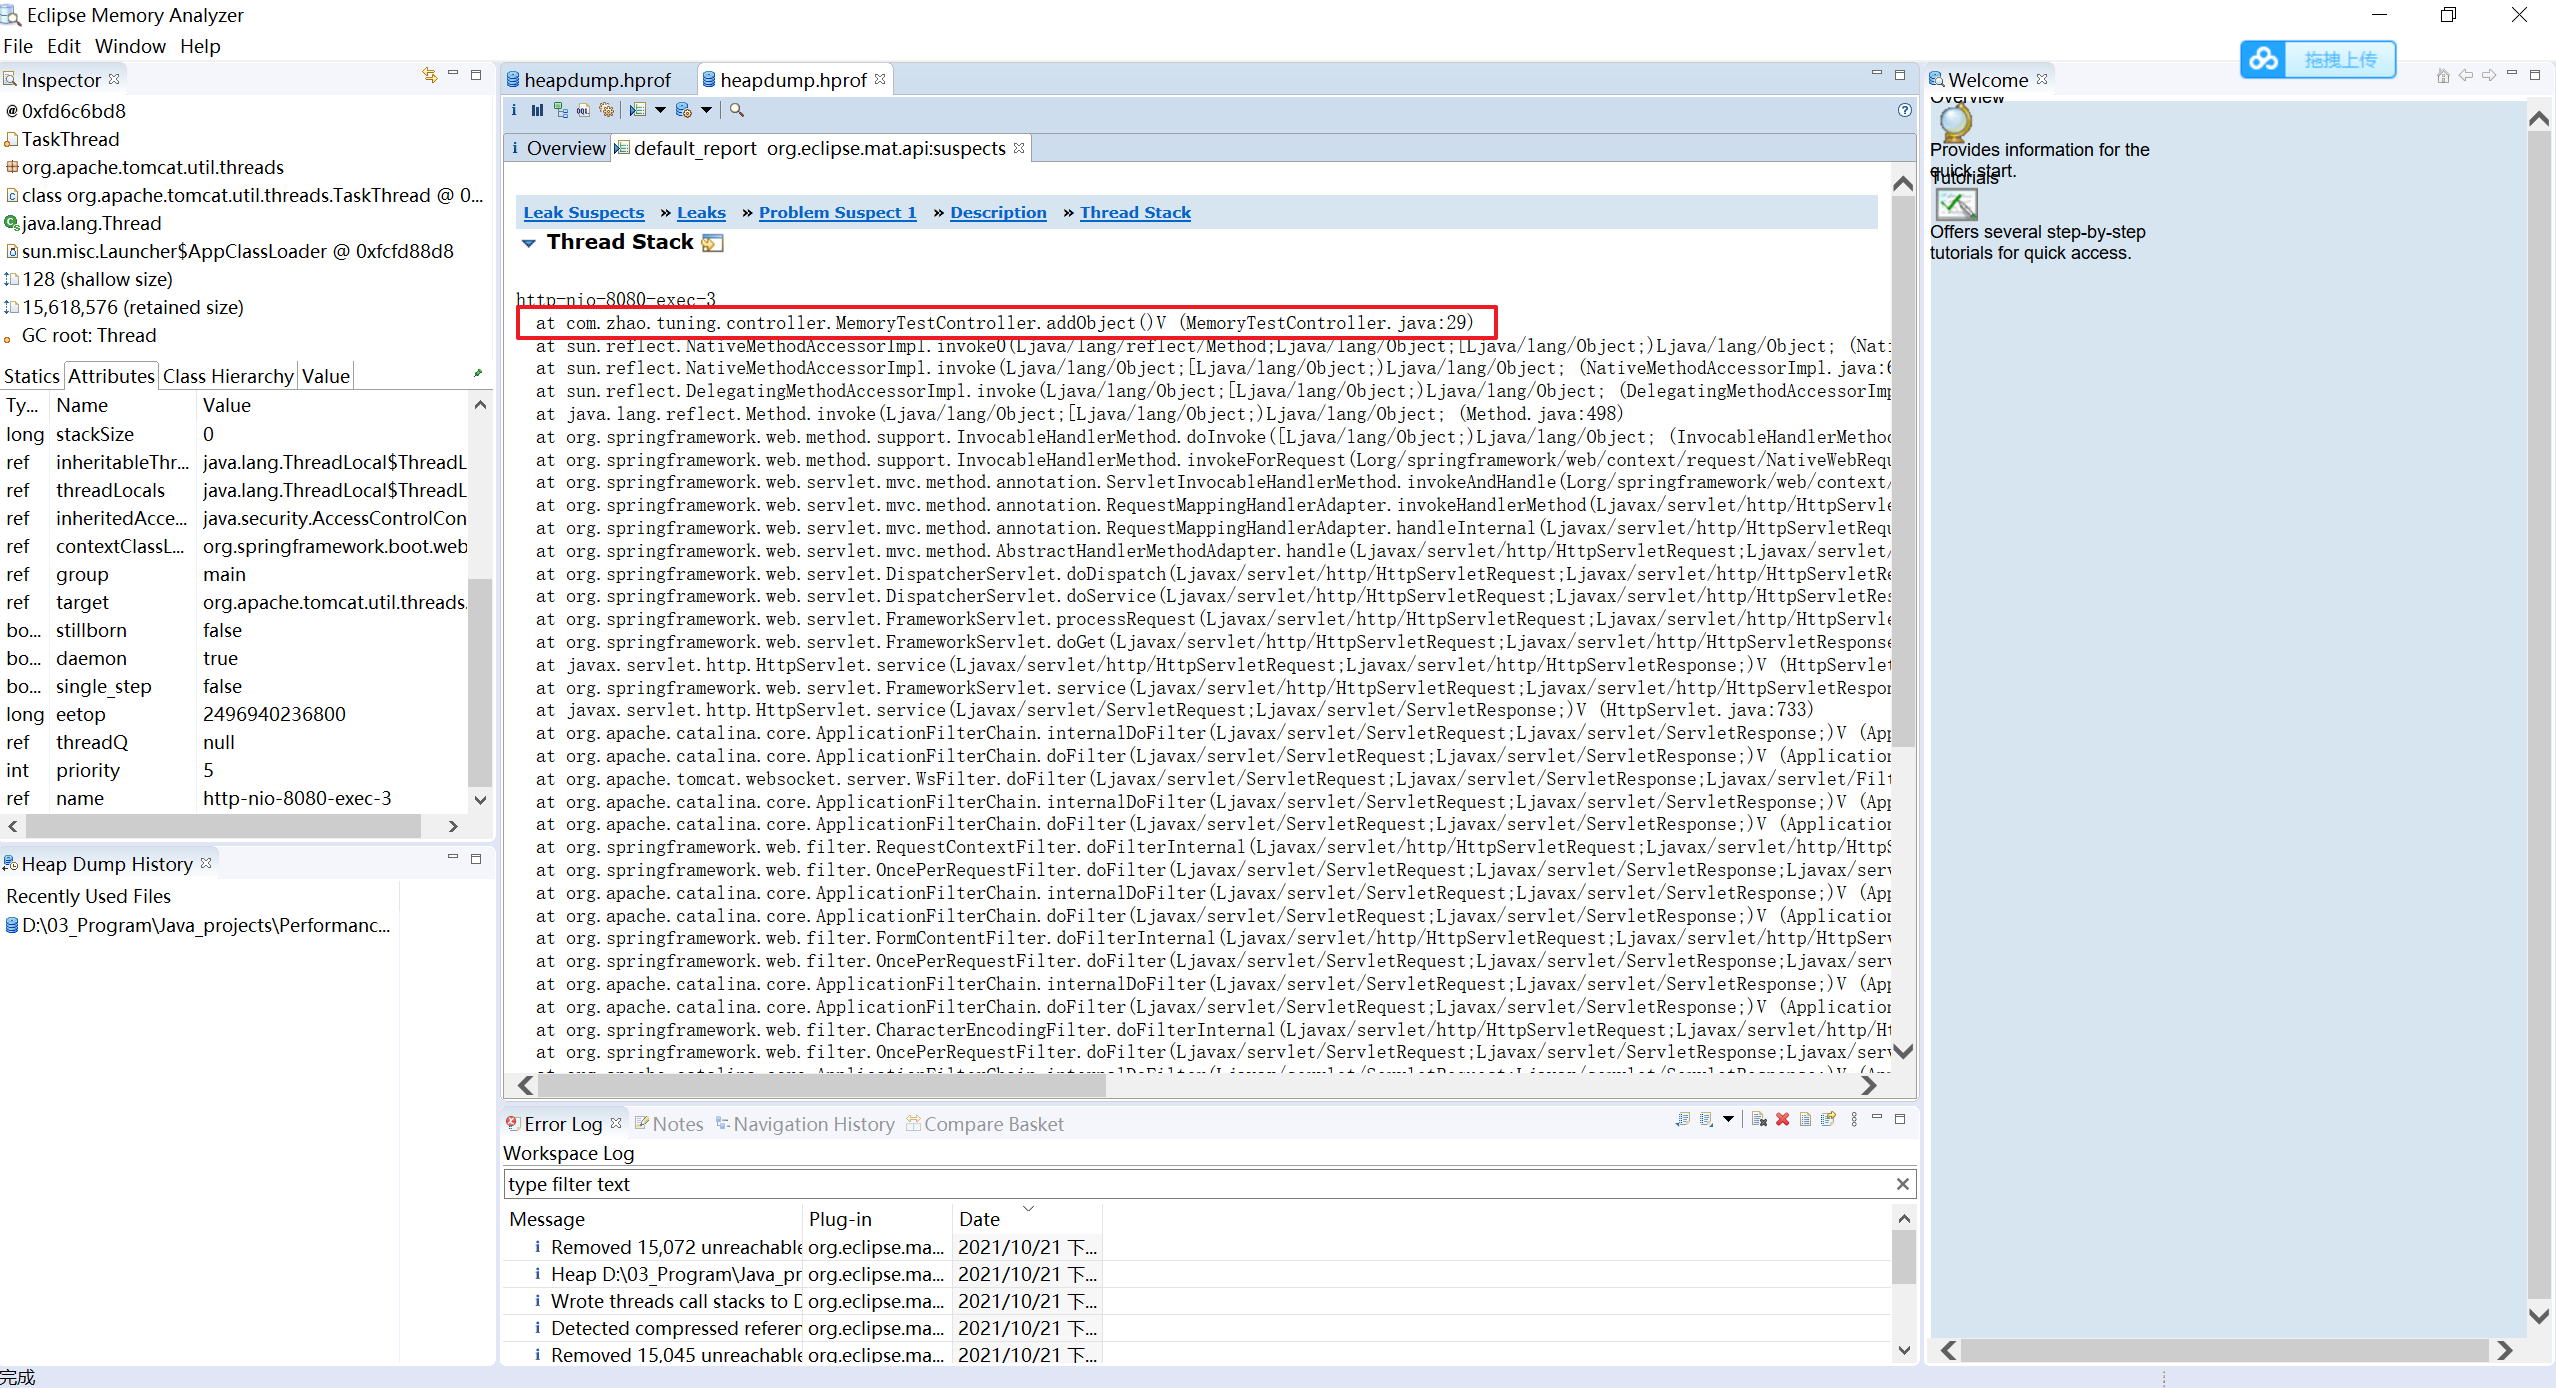 Eclipse Memory Analyzer
File Edit Window Help
拖拽上传
Inspector
@ 0xfd6c6bd8
TaskThread
org.apache.tomcat.util.threads
class org.apache.tomcat.util.threads.TaskThread @ 0...
java.lang.Thread
sun.misc.Launcher$AppClassLoader @ 0xfcfd88d8
128 (shallow size)
15,618,576 (retained size)
GC root: Thread
Statics Attributes Class Hierarchy Value
Ty... Name Value
long stackSize 0
ref inheritableThr... java.lang.ThreadLocal$ThreadL
ref threadLocals java.lang.ThreadLocal$ThreadL
ref inheritedAcce... java.security.AccessControlCon
ref contextClassL... org.springframework.boot.web
ref group main
ref target org.apache.tomcat.util.threads.
bo... stillborn false
bo... daemon true
bo... single_step false
long eetop 2496940236800
ref threadQ null
int priority 5
ref name http-nio-8080-exec-3
Heap Dump History
Recently Used Files
D:\03_Program\Java_projects\Performanc...
heapdump.hprof heapdump.hprof
Overview default_report org.eclipse.mat.api:suspects
Leak Suspects » Leaks » Problem Suspect 1 » Description » Thread Stack
Thread Stack
http-nio-8080-exec-3
at com.zhao.tuning.controller.MemoryTestController.addObject()V (MemoryTestController.java:29)
at sun.reflect.NativeMethodAccessorImpl.invoke0(Ljava/lang/reflect/Method;Ljava/lang/Object;[Ljava/lang/Object;)Ljava/lang/Object; (Nati
at sun.reflect.NativeMethodAccessorImpl.invoke(Ljava/lang/Object;[Ljava/lang/Object;)Ljava/lang/Object; (NativeMethodAccessorImpl.java:6
at sun.reflect.DelegatingMethodAccessorImpl.invoke(Ljava/lang/Object;[Ljava/lang/Object;)Ljava/lang/Object; (DelegatingMethodAccessorImp
at java.lang.reflect.Method.invoke(Ljava/lang/Object;[Ljava/lang/Object;)Ljava/lang/Object; (Method.java:498)
at org.springframework.web.method.support.InvocableHandlerMethod.doInvoke([Ljava/lang/Object;)Ljava/lang/Object; (InvocableHandlerMethod
at org.springframework.web.method.support.InvocableHandlerMethod.invokeForRequest(Lorg/springframework/web/context/request/NativeWebRequ
at org.springframework.web.servlet.mvc.method.annotation.ServletInvocableHandlerMethod.invokeAndHandle(Lorg/springframework/web/context/
at org.springframework.web.servlet.mvc.method.annotation.RequestMappingHandlerAdapter.invokeHandlerMethod(Ljavax/servlet/http/HttpServle
at org.springframework.web.servlet.mvc.method.annotation.RequestMappingHandlerAdapter.handleInternal(Ljavax/servlet/http/HttpServletRequ
at org.springframework.web.servlet.mvc.method.AbstractHandlerMethodAdapter.handle(Ljavax/servlet/http/HttpServletRequest;Ljavax/servlet/
at org.springframework.web.servlet.DispatcherServlet.doDispatch(Ljavax/servlet/http/HttpServletRequest;Ljavax/servlet/http/HttpServletRe
at org.springframework.web.servlet.DispatcherServlet.doService(Ljavax/servlet/http/HttpServletRequest;Ljavax/servlet/http/HttpServletRes
at org.springframework.web.servlet.FrameworkServlet.processRequest(Ljavax/servlet/http/HttpServletRequest;Ljavax/servlet/http/HttpServle
at org.springframework.web.servlet.FrameworkServlet.doGet(Ljavax/servlet/http/HttpServletRequest;Ljavax/servlet/http/HttpServletResponse
at javax.servlet.http.HttpServlet.service(Ljavax/servlet/http/HttpServletRequest;Ljavax/servlet/http/HttpServletResponse;)V (HttpServlet
at org.springframework.web.servlet.FrameworkServlet.service(Ljavax/servlet/http/HttpServletRequest;Ljavax/servlet/http/HttpServletRespon
at javax.servlet.http.HttpServlet.service(Ljavax/servlet/ServletRequest;Ljavax/servlet/ServletResponse;)V (HttpServlet.java:733)
at org.apache.catalina.core.ApplicationFilterChain.internalDoFilter(Ljavax/servlet/ServletRequest;Ljavax/servlet/ServletResponse;)V (App
at org.apache.catalina.core.ApplicationFilterChain.doFilter(Ljavax/servlet/ServletRequest;Ljavax/servlet/ServletResponse;)V (Application
at org.apache.tomcat.websocket.server.WsFilter.doFilter(Ljavax/servlet/ServletRequest;Ljavax/servlet/ServletResponse;Ljavax/servlet/Filt
at org.apache.catalina.core.ApplicationFilterChain.internalDoFilter(Ljavax/servlet/ServletRequest;Ljavax/servlet/ServletResponse;)V (App
at org.apache.catalina.core.ApplicationFilterChain.doFilter(Ljavax/servlet/ServletRequest;Ljavax/servlet/ServletResponse;)V (Application
at org.springframework.web.filter.RequestContextFilter.doFilterInternal(Ljavax/servlet/http/HttpServletRequest;Ljavax/servlet/http/HttpS
at org.springframework.web.filter.OncePerRequestFilter.doFilter(Ljavax/servlet/ServletRequest;Ljavax/servlet/ServletResponse;Ljavax/serv
at org.apache.catalina.core.ApplicationFilterChain.internalDoFilter(Ljavax/servlet/ServletRequest;Ljavax/servlet/ServletResponse;)V (App
at org.apache.catalina.core.ApplicationFilterChain.doFilter(Ljavax/servlet/ServletRequest;Ljavax/servlet/ServletResponse;)V (Application
at org.springframework.web.filter.FormContentFilter.doFilterInternal(Ljavax/servlet/http/HttpServletRequest;Ljavax/servlet/http/HttpServ
at org.springframework.web.filter.OncePerRequestFilter.doFilter(Ljavax/servlet/ServletRequest;Ljavax/servlet/ServletResponse;Ljavax/serv
at org.apache.catalina.core.ApplicationFilterChain.internalDoFilter(Ljavax/servlet/ServletRequest;Ljavax/servlet/ServletResponse;)V (App
at org.apache.catalina.core.ApplicationFilterChain.doFilter(Ljavax/servlet/ServletRequest;Ljavax/servlet/ServletResponse;)V (Application
at org.springframework.web.filter.CharacterEncodingFilter.doFilterInternal(Ljavax/servlet/http/HttpServletRequest;Ljavax/servlet/http/Ht
at org.springframework.web.filter.OncePerRequestFilter.doFilter(Ljavax/servlet/ServletRequest;Ljavax/servlet/ServletResponse;Ljavax/serv
at org.apache.catalina.core.ApplicationFilterChain.internalDoFilter(Ljavax/servlet/ServletRequest;Ljavax/servlet/ServletResponse;)V (App
Error Log Notes Navigation History Compare Basket
Workspace Log
type filter text
Message Plug-in Date
Removed 15,072 unreachable org.eclipse.ma... 2021/10/21 下...
Heap D:\03_Program\Java_pr org.eclipse.ma... 2021/10/21 下...
Wrote threads call stacks to D org.eclipse.ma... 2021/10/21 下...
Detected compressed referen org.eclipse.ma... 2021/10/21 下...
Removed 15,045 unreachable org.eclipse.ma... 2021/10/21 下...
Welcome
Overview
Provides information for the
quick start.
Tutorials
Offers several step-by-step
tutorials for quick access.
完成